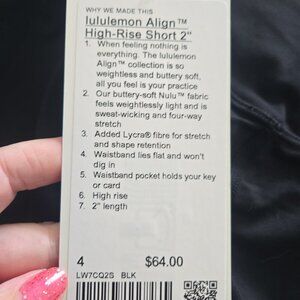 WHY WE MADE THIS
lululemon Align™
High-Rise Short 2"
1. When feeling nothing is
everything. The lululemon
Align™ collection is so
weightless and buttery soft,
all you feel is your practice
2. Our buttery-soft Nulu™ fabric
feels weightlessly light and is
sweat-wicking and four-way
stretch
3. Added Lycra® fibre for stretch
and shape retention
4. Waistband lies flat and won't
dig in
5. Waistband pocket holds your key
or card
6. High rise
7. 2" length
4 $64.00
LW7CQ2S BLK